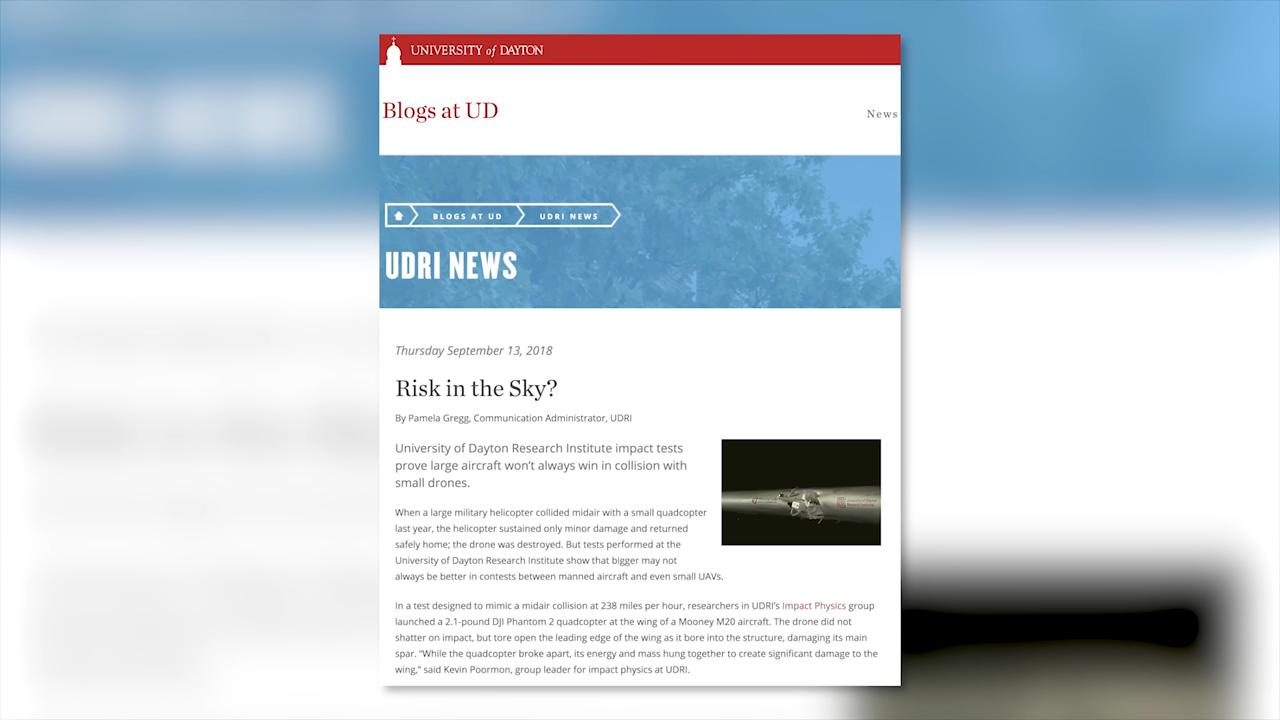 UNIVERSITY of DAYTON
Blogs at UD
News
BLOGS AT UD
UDRI NEWS
UDRI NEWS
Thursday September 13, 2018
Risk in the Sky?
By Pamela Gregg, Communication Administrator, UDRI
University of Dayton Research Institute impact tests
prove large aircraft won’t always win in collision with
small drones.
When a large military helicopter collided midair with a small quadcopter
last year, the helicopter sustained only minor damage and returned
safely home; the drone was destroyed. But tests performed at the
University of Dayton Research Institute show that bigger may not
always be better in contests between manned aircraft and even small UAVs.
In a test designed to mimic a midair collision at 238 miles per hour, researchers in UDRI’s Impact Physics group
launched a 2.1-pound DJI Phantom 2 quadcopter at the wing of a Mooney M20 aircraft. The drone did not
shatter on impact, but tore open the leading edge of the wing as it bore into the structure, damaging its main
spar. “While the quadcopter broke apart, its energy and mass hung together to create significant damage to the
wing,” said Kevin Poormon, group leader for impact physics at UDRI.